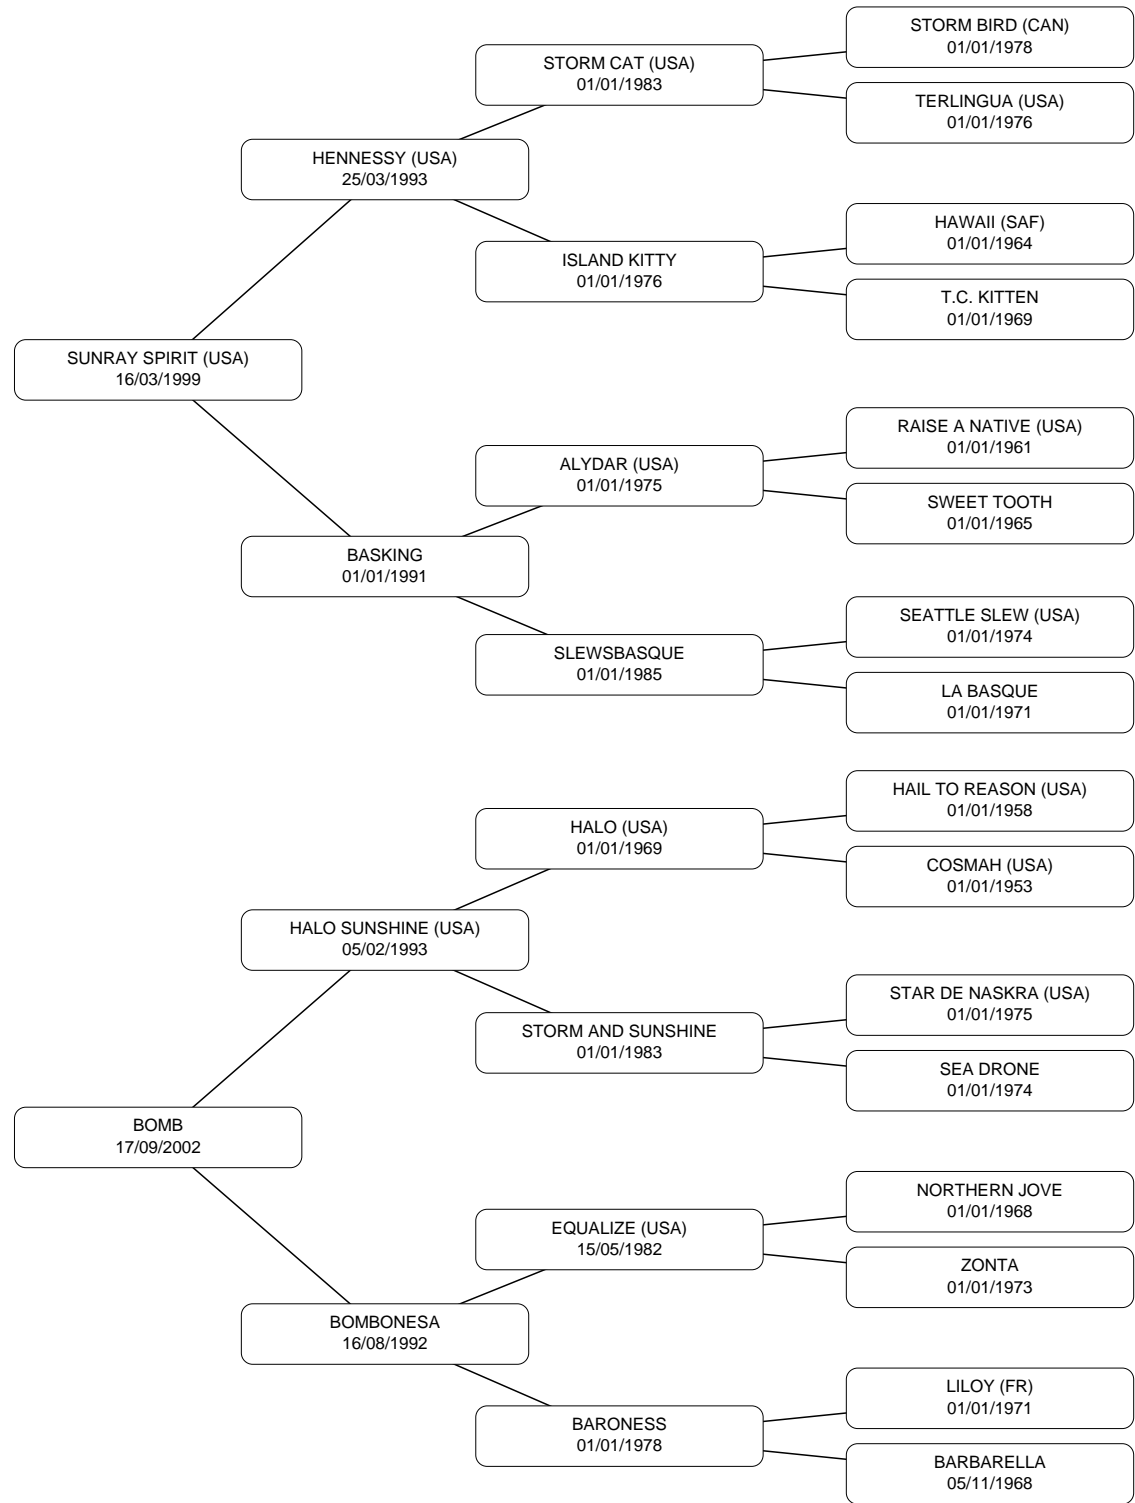 STORM BIRD (CAN)
01/01/1978
STORM CAT (USA)
01/01/1983
TERLINGUA (USA)
01/01/1976
HENNESSY (USA)
25/03/1993
HAWAII (SAF)
01/01/1964
ISLAND KITTY
01/01/1976
T.C. KITTEN
01/01/1969
SUNRAY SPIRIT (USA)
16/03/1999
RAISE A NATIVE (USA)
01/01/1961
ALYDAR (USA)
01/01/1975
SWEET TOOTH
01/01/1965
BASKING
01/01/1991
SEATTLE SLEW (USA)
01/01/1974
SLEWSBASQUE
01/01/1985
LA BASQUE
01/01/1971
HAIL TO REASON (USA)
01/01/1958
HALO (USA)
01/01/1969
COSMAH (USA)
01/01/1953
HALO SUNSHINE (USA)
05/02/1993
STAR DE NASKRA (USA)
01/01/1975
STORM AND SUNSHINE
01/01/1983
SEA DRONE
01/01/1974
BOMB
17/09/2002
NORTHERN JOVE
01/01/1968
EQUALIZE (USA)
15/05/1982
ZONTA
01/01/1973
BOMBONESA
16/08/1992
LILOY (FR)
01/01/1971
BARONESS
01/01/1978
BARBARELLA
05/11/1968